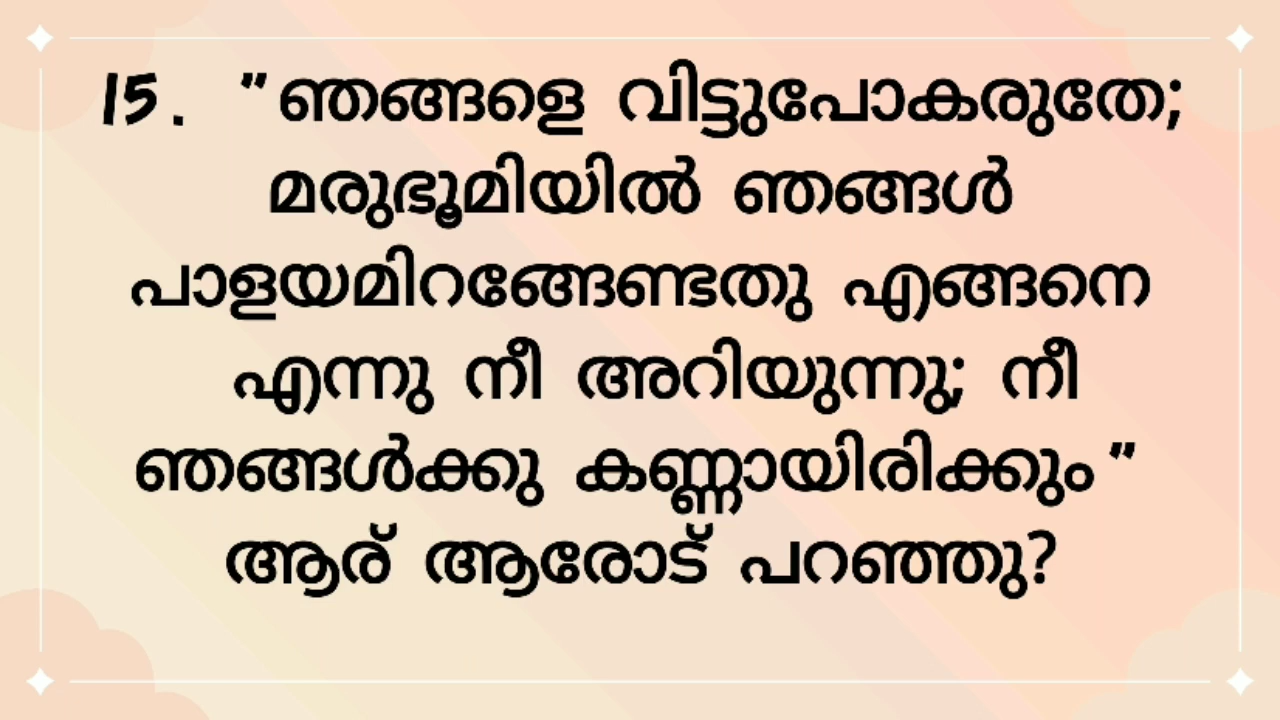 15. "ഞങ്ങളെ വിട്ടുപോകരുതേ;
മരുഭൂമിയിൽ ഞങ്ങൾ
പാളയമിറങ്ങേണ്ടതു എങ്ങനെ
എന്നു നീ അറിയുന്നു; നീ
ഞങ്ങൾക്കു കണ്ണായിരിക്കും"
ആര് ആരോട് പറഞ്ഞു?